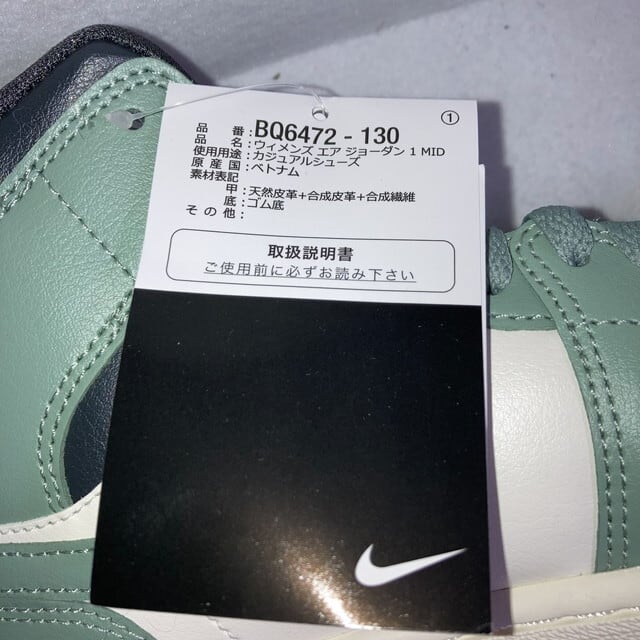 ①
品番：BQ6472 - 130
品名：ウィメンズ エア ジョーダン 1 MID
使用用途：カジュアルシューズ
原産国：ベトナム
素材表記
甲：天然皮革+合成皮革+合成繊維
底：ゴム底
その他：
取扱説明書
ご使用前に必ずお読み下さい